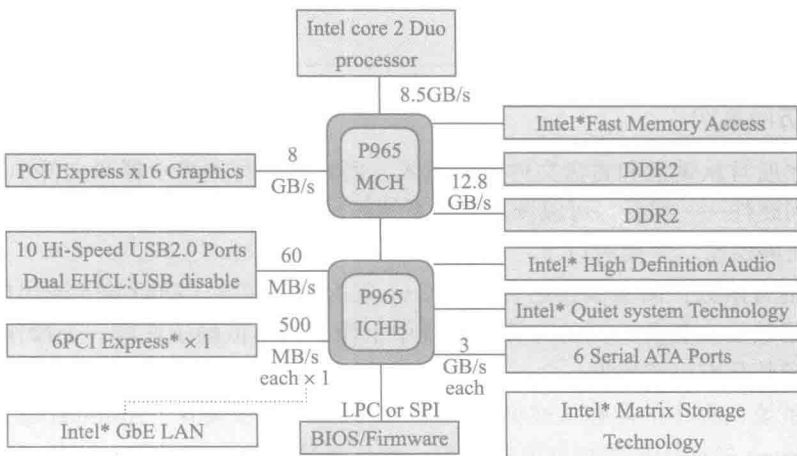 Intel core 2 Duo
processor
8.5GB/s
P965
MCH
Intel*Fast Memory Access
PCI Express x16 Graphics
8
GB/s
DDR2
12.8
GB/s
DDR2
10 Hi-Speed USB2.0 Ports
Dual EHCL:USB disable
60
MB/s
P965
ICHB
Intel* High Definition Audio
Intel* Quiet system Technology
6PCI Express* × 1
500
MB/s
each × 1
3
GB/s
each
6 Serial ATA Ports
Intel* GbE LAN
LPC or SPI
BIOS/Firmware
Intel* Matrix Storage
Technology